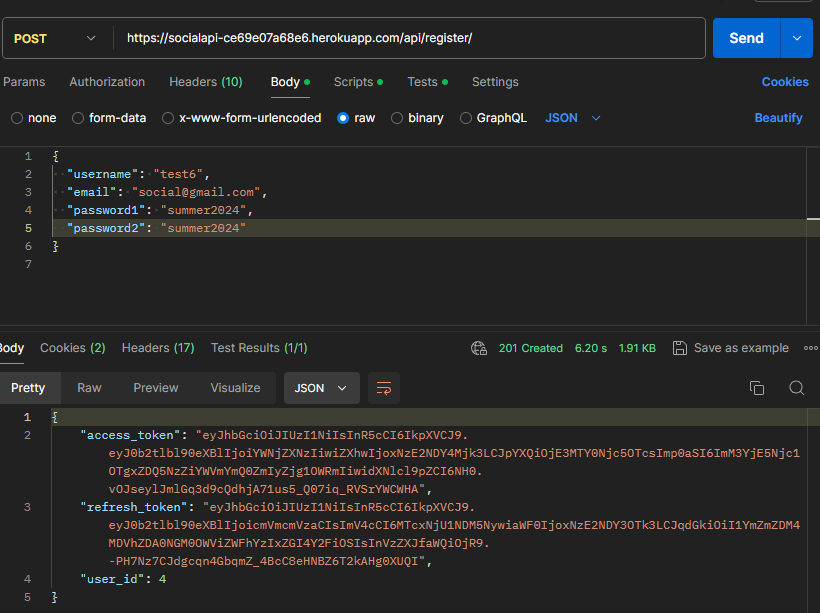 POST https://socialapi-ce69e07a68e6.herokuapp.com/api/register/ Send
Params Authorization Headers (10) Body Scripts Tests Settings Cookies
none form-data x-www-form-urlencoded raw binary GraphQL JSON Beautify
1 {
2 "username": "test6",
3 "email": "social@gmail.com",
4 "password1": "summer2024",
5 "password2": "summer2024"
6 }
7
Body Cookies (2) Headers (17) Test Results (1/1) 201 Created 6.20 s 1.91 KB Save as example
Pretty Raw Preview Visualize JSON
1 {
2 "access_token": "eyJhbGciOiJIUzI1NiIsInR5cCI6IkpXVCJ9.
eyJ0b2tlbl90eXBlIjoiYWNjZXNzIiwiZXhwIjoxNzE2NDY4Mjk3LCJpYXQiOjE3MTY0Njc5OTcsImp0aSI6ImM3YjE5Njc1
OTgxZDQ5NzZiYWVmYmQ0ZmIyZjg1OWRmIiwidXNlcl9pZCI6NH0.
vOJseylJmlGq3d9cQdhjA71us5_Q07iq_RVSrYWCWHA",
3 "refresh_token": "eyJhbGciOiJIUzI1NiIsInR5cCI6IkpXVCJ9.
eyJ0b2tlbl90eXBlIjoicmVmcmVzaCIsImV4cCI6MTcxNjU1NDM5NywiaWF0IjoxNzE2NDY3OTk3LCJqdGkiOiI1YmZmZDM4
MDVhZDA0NGM0OWViZWFhYzIxZGI4Y2FiOSIsInVzZXJfaWQiOjR9.
-PH7Nz7CJdgcqn4GbqmZ_4BcC8eHNBZ6T2kAHg0XUQI",
4 "user_id": 4
5 }